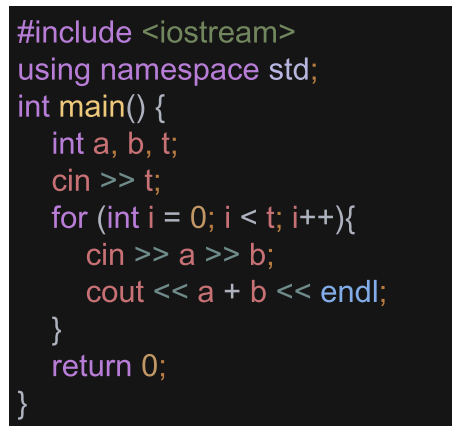 #include <iostream>
using namespace std;
int main() {
    int a, b, t;
    cin >> t;
    for (int i = 0; i < t; i++){
        cin >> a >> b;
        cout << a + b << endl;
    }
    return 0;
}